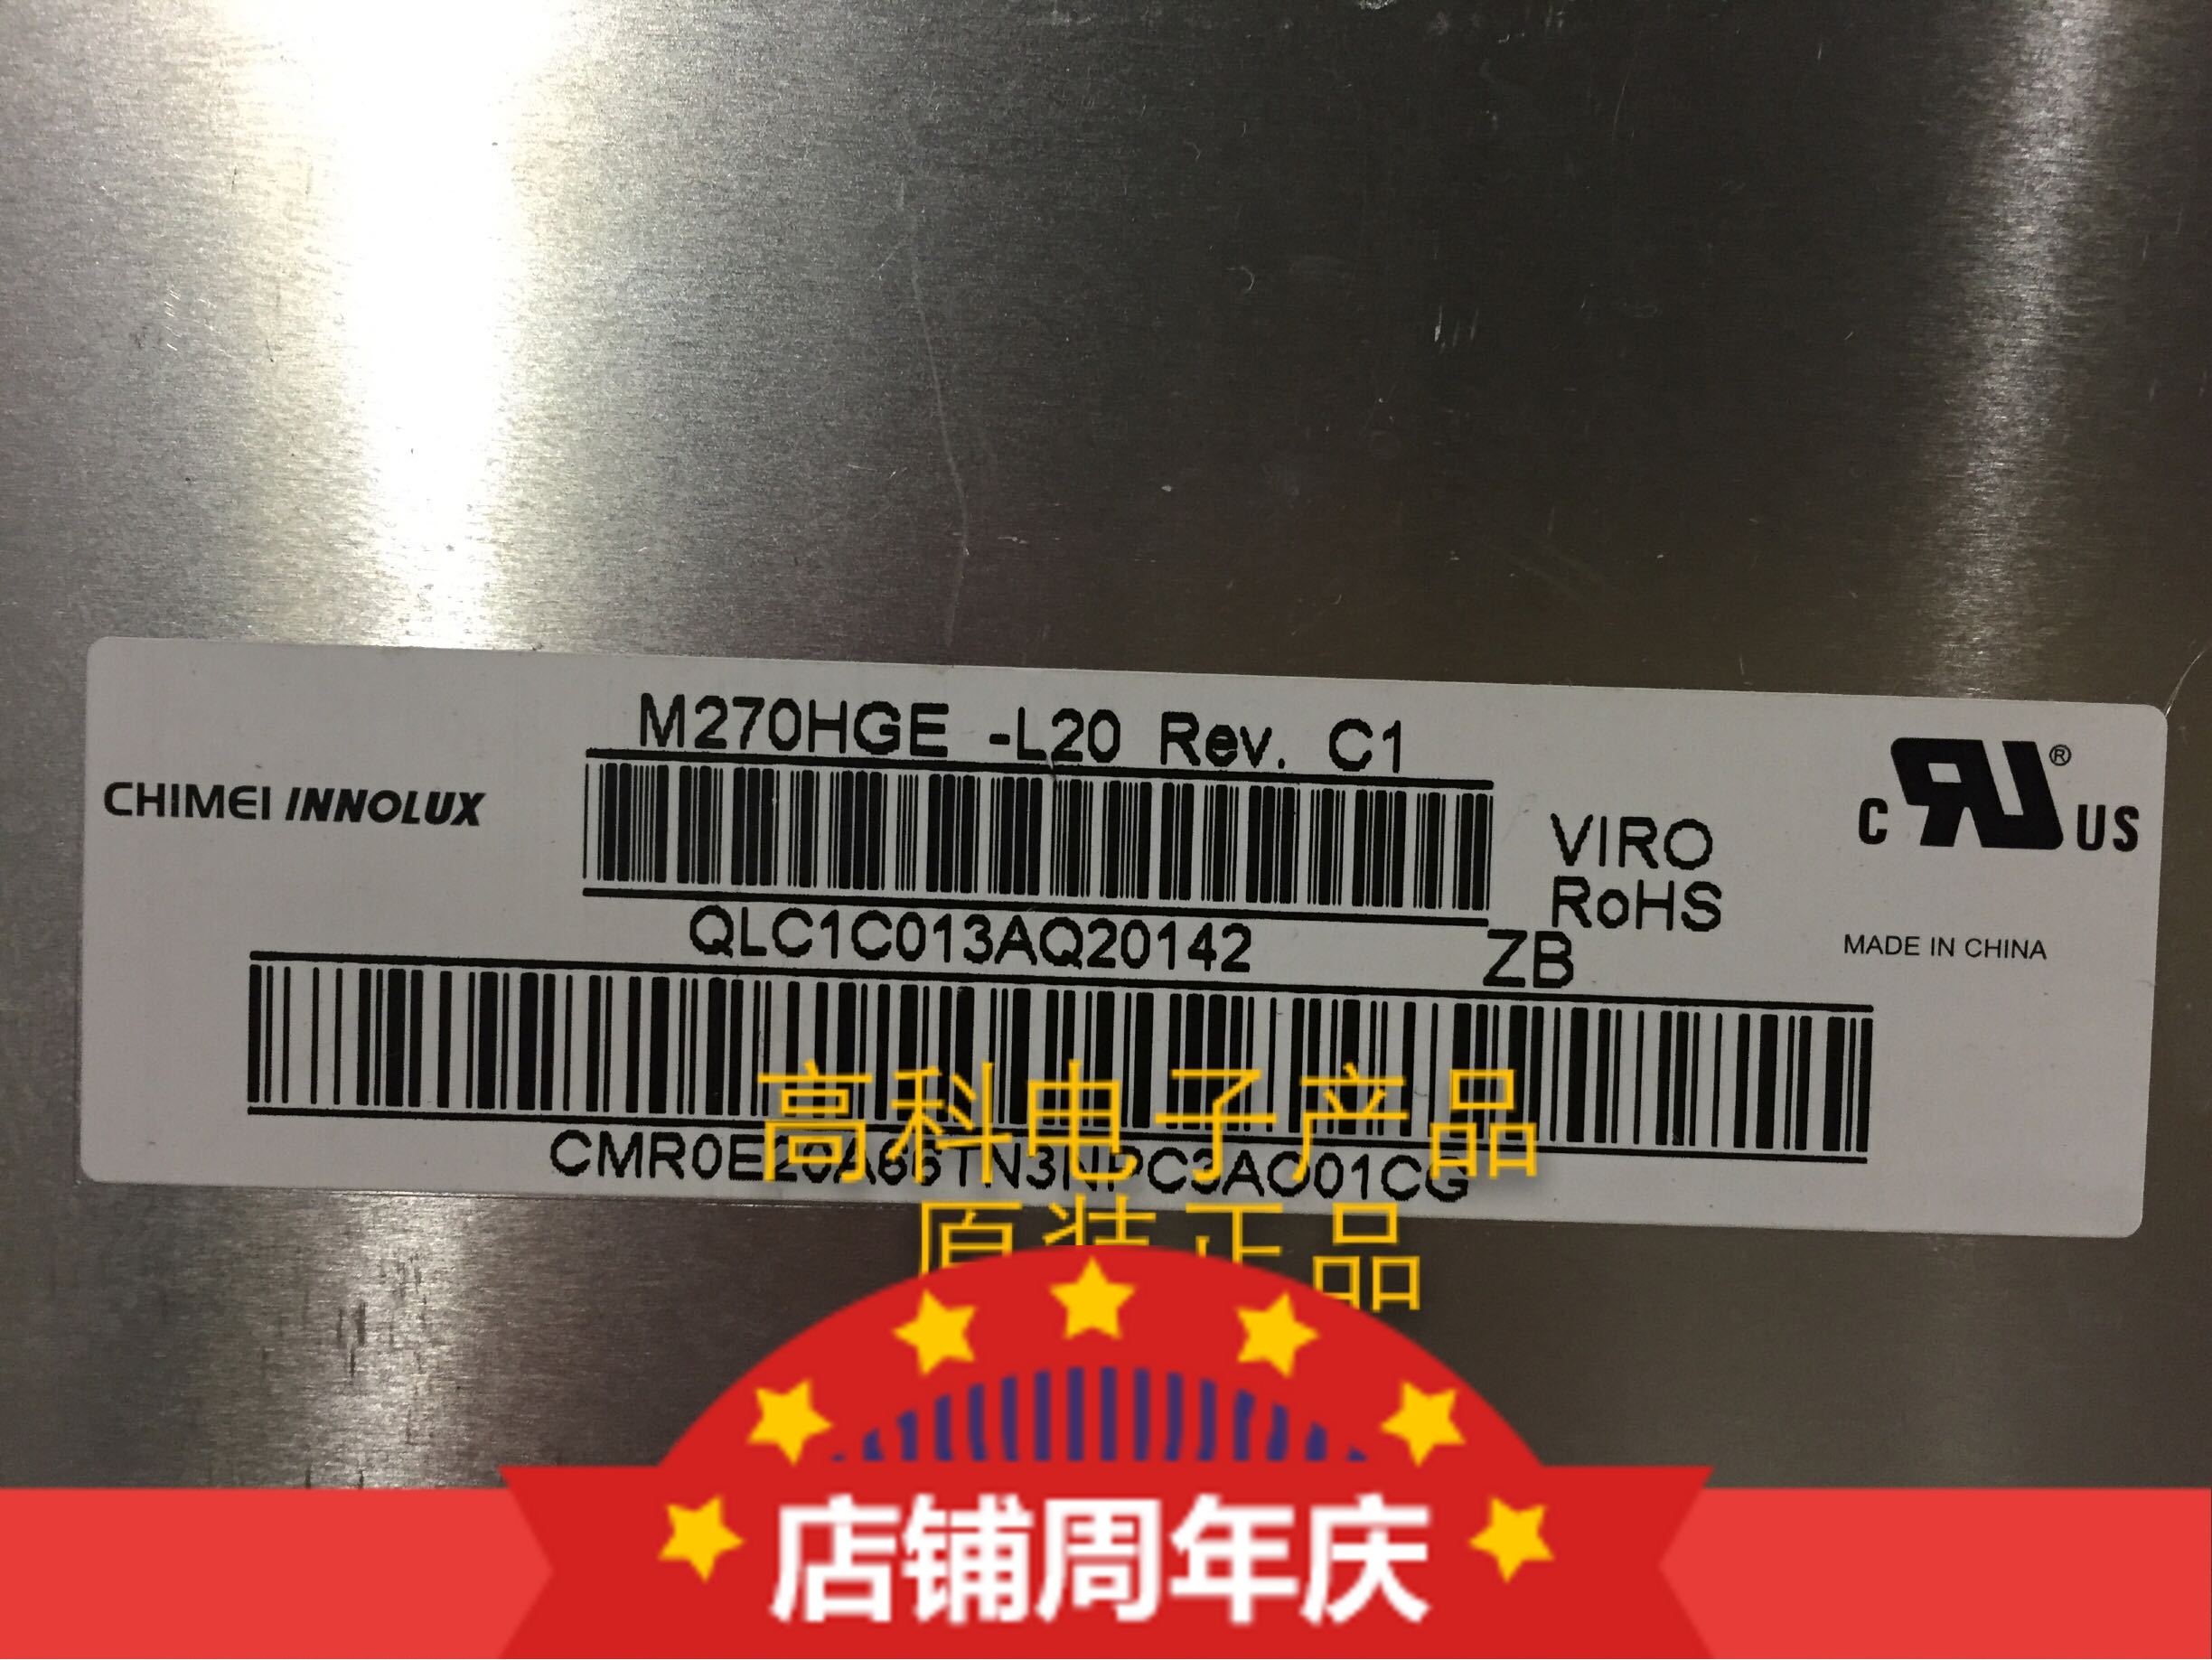 M270HGE -L20 Rev. C1
CHIMEI INNOLUX
VIRO
RoHS
C UR® US
QLC1C013AQ20142
ZB
MADE IN CHINA
高科电子产品
原装正品
店铺周年庆